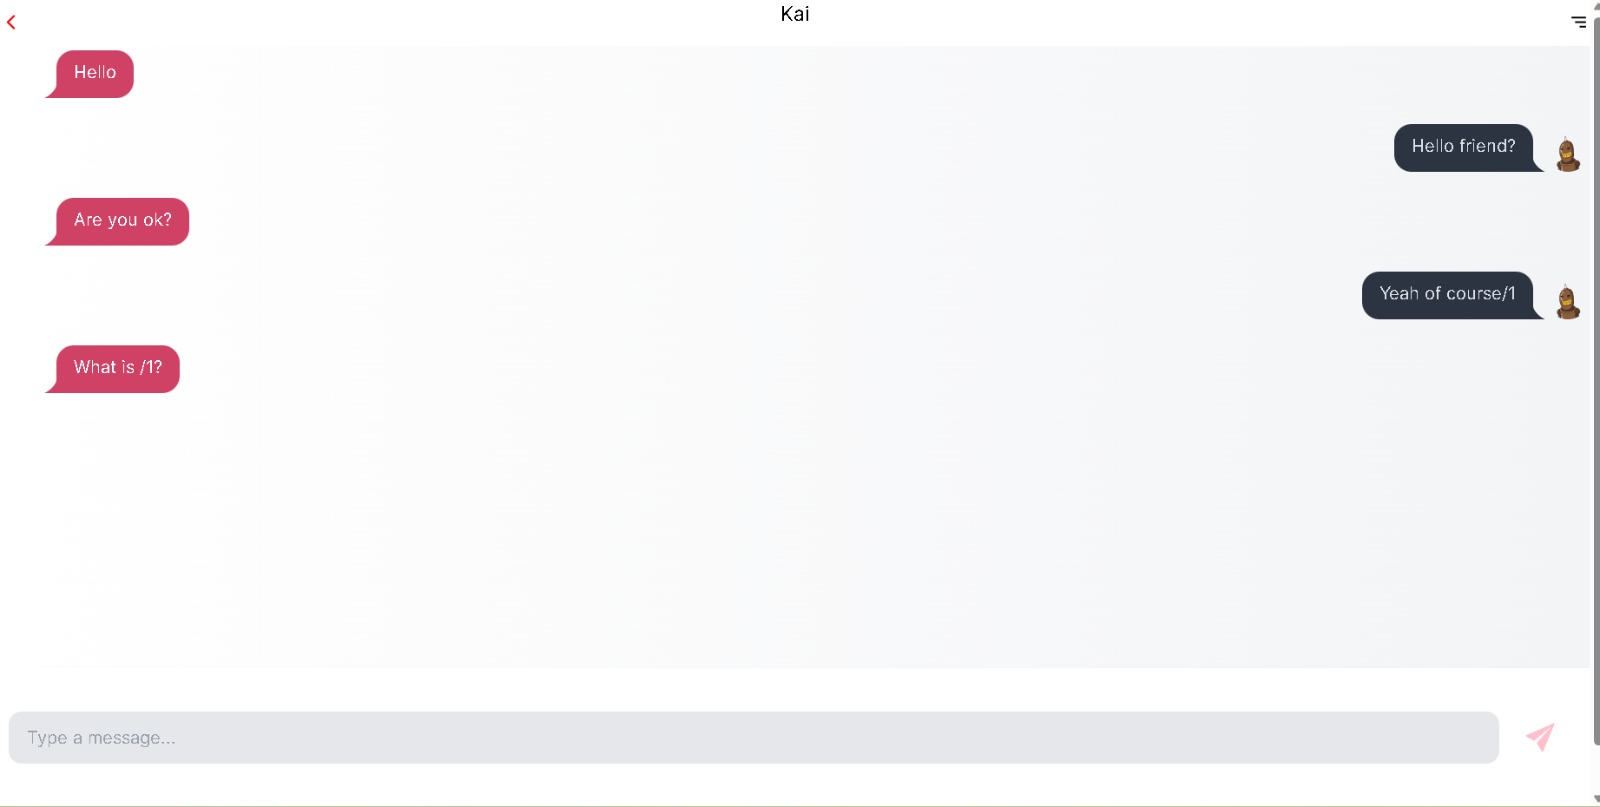 Kai
Hello
Hello friend?
Are you ok?
Yeah of course/1
What is /1?
Type a message...